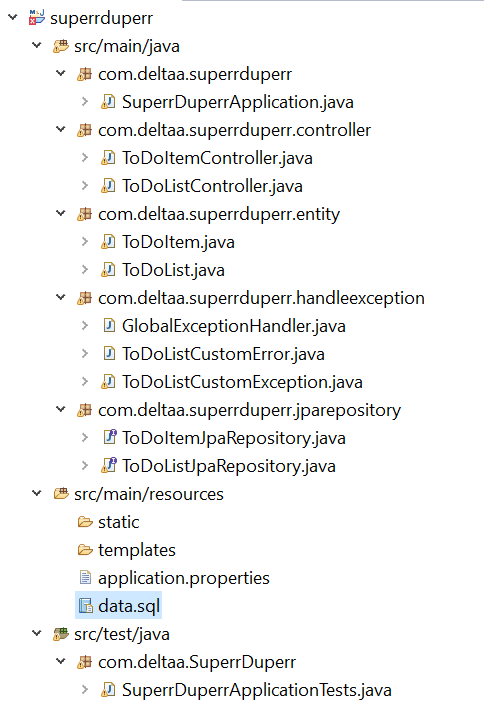 superrduperr
src/main/java
com.deltaa.superrduperr
SuperrDuperrApplication.java
com.deltaa.superrduperr.controller
ToDoItemController.java
ToDoListController.java
com.deltaa.superrduperr.entity
ToDoItem.java
ToDoList.java
com.deltaa.superrduperr.handleexception
GlobalExceptionHandler.java
ToDoListCustomError.java
ToDoListCustomException.java
com.deltaa.superrduperr.jparepository
ToDoItemJpaRepository.java
ToDoListJpaRepository.java
src/main/resources
static
templates
application.properties
data.sql
src/test/java
com.deltaa.SuperrDuperr
SuperrDuperrApplicationTests.java